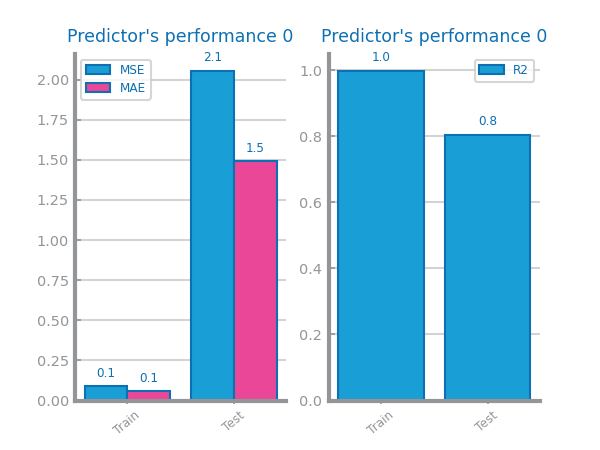 Predictor's performance 0
MSE
MAE
2.1
1.5
0.1
0.1
2.00
1.75
1.50
1.25
1.00
0.75
0.50
0.25
0.00
Train
Test
Predictor's performance 0
R2
1.0
0.8
1.0
0.8
0.6
0.4
0.2
0.0
Train
Test